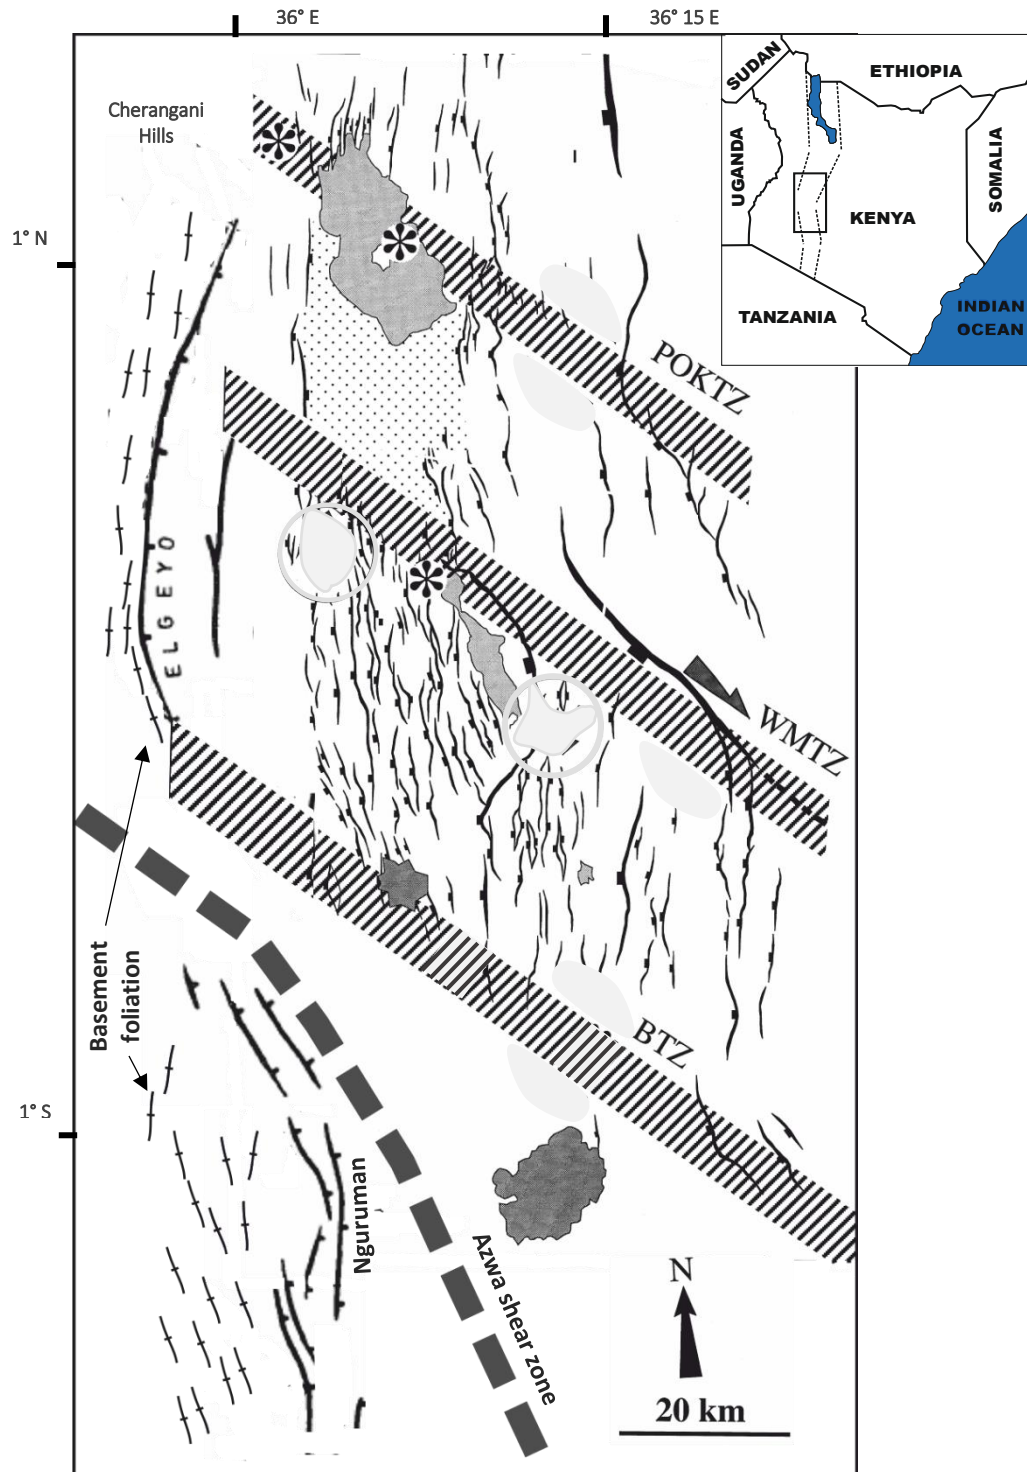 36° E
36° 15 E
SUDAN
ETHIOPIA
UGANDA
SOMALIA
KENYA
TANZANIA
INDIAN
OCEAN
Cherangani
Hills
1° N
POKTZ
ELGEYO
WMTZ
Basement
foliation
BTZ
1° S
Nguruman
Azwa shear zone
N
20 km